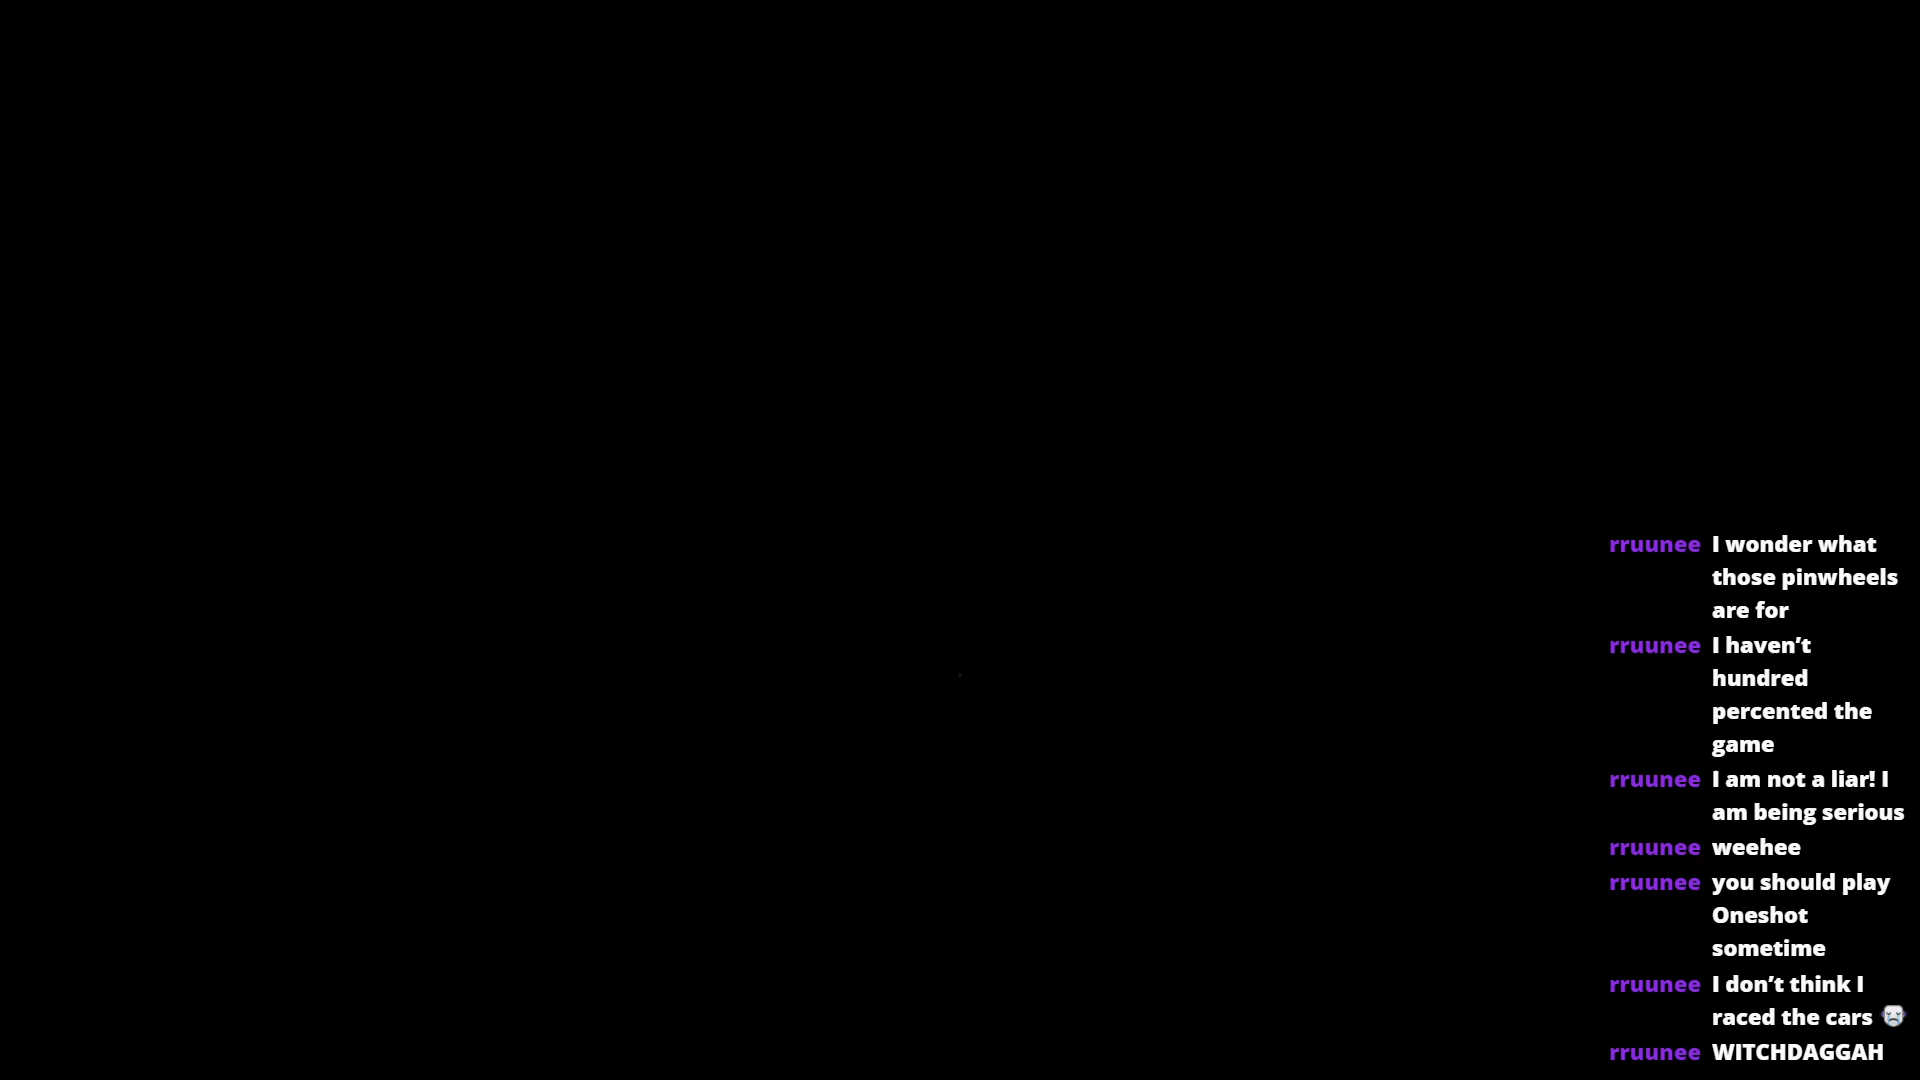 rruunee I wonder what
those pinwheels
are for
rruunee I haven’t
hundred
percented the
game
rruunee I am not a liar! I
am being serious
rruunee weehee
rruunee you should play
Oneshot
sometime
rruunee I don’t think I
raced the cars
rruunee WITCHDAGGAH